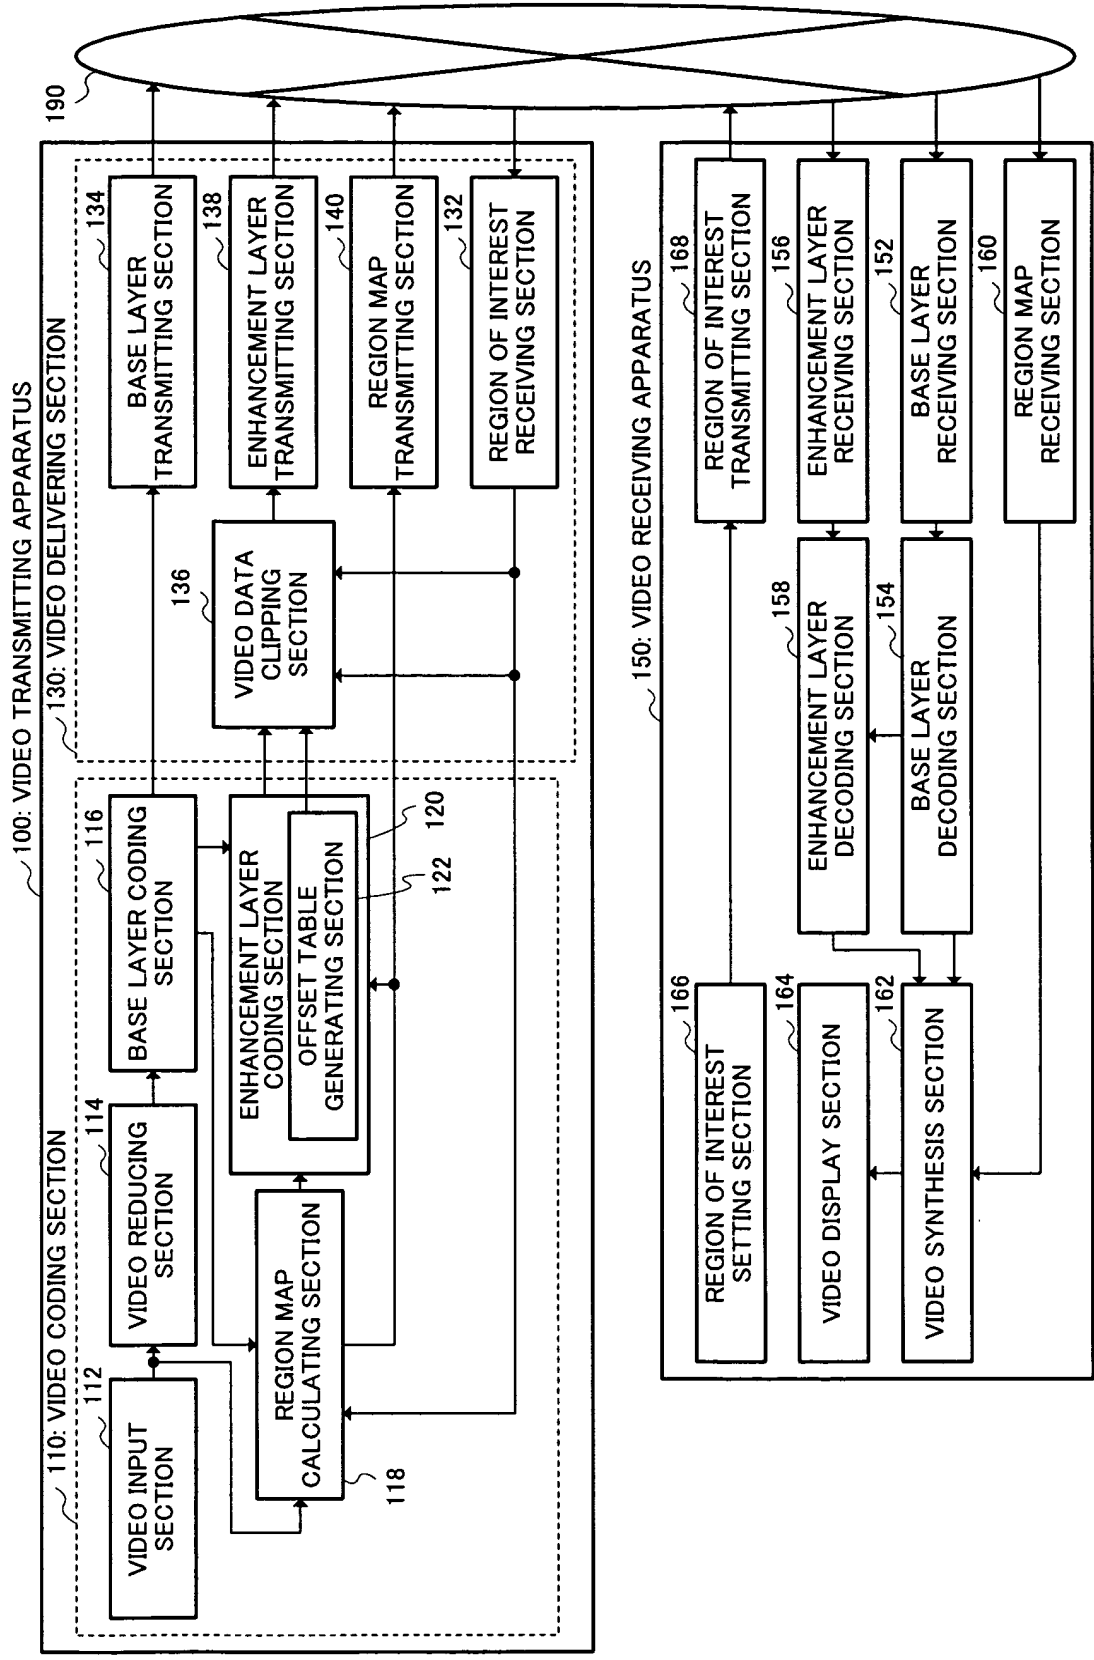 100: VIDEO TRANSMITTING APPARATUS
110: VIDEO CODING SECTION
130: VIDEO DELIVERING SECTION
190
112
VIDEO INPUT
SECTION
114
VIDEO REDUCING
SECTION
116
BASE LAYER CODING
SECTION
134
BASE LAYER
TRANSMITTING SECTION
118
REGION MAP
CALCULATING SECTION
120
ENHANCEMENT LAYER
CODING SECTION
122
OFFSET TABLE
GENERATING SECTION
136
VIDEO DATA
CLIPPING
SECTION
138
ENHANCEMENT LAYER
TRANSMITTING SECTION
140
REGION MAP
TRANSMITTING SECTION
132
REGION OF INTEREST
RECEIVING SECTION
150: VIDEO RECEIVING APPARATUS
166
REGION OF INTEREST
SETTING SECTION
168
REGION OF INTEREST
TRANSMITTING SECTION
164
VIDEO DISPLAY SECTION
158
ENHANCEMENT LAYER
DECODING SECTION
156
ENHANCEMENT LAYER
RECEIVING SECTION
162
VIDEO SYNTHESIS SECTION
154
BASE LAYER
DECODING SECTION
152
BASE LAYER
RECEIVING SECTION
160
REGION MAP
RECEIVING SECTION